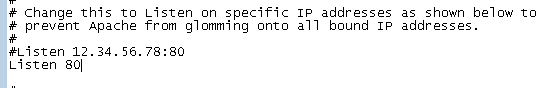 #
# Change this to Listen on specific IP addresses as shown below to
# prevent Apache from glomming onto all bound IP addresses.
#
#Listen 12.34.56.78:80
Listen 80